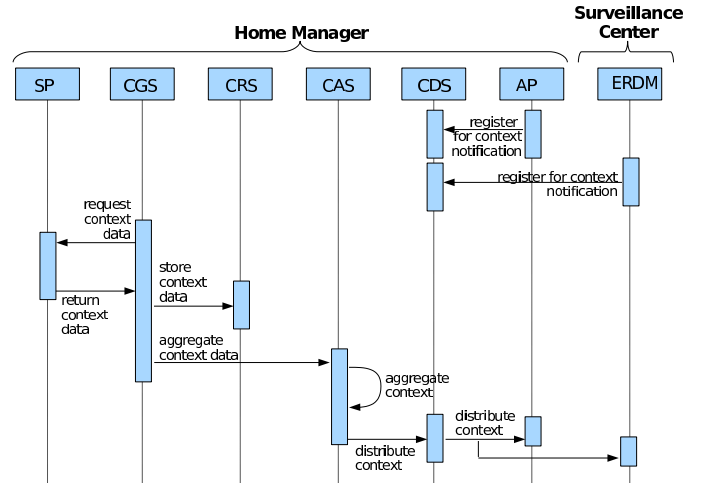 Home Manager
Surveillance
Center
SP
CGS
CRS
CAS
CDS
AP
ERDM
register
for context
notification
register for context
notification
request
context
data
return
context
data
store
context
data
aggregate
context data
aggregate
context
distribute
context
distribute
context